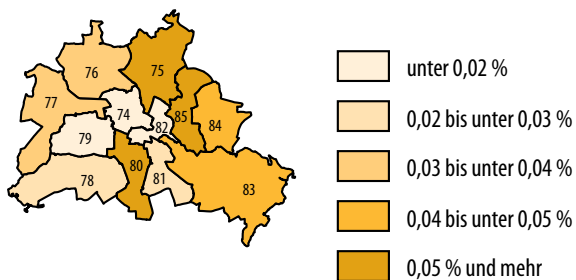 76
75
77
74
85
84
82
79
80
81
78
83
unter 0,02 %
0,02 bis unter 0,03 %
0,03 bis unter 0,04 %
0,04 bis unter 0,05 %
0,05 % und mehr